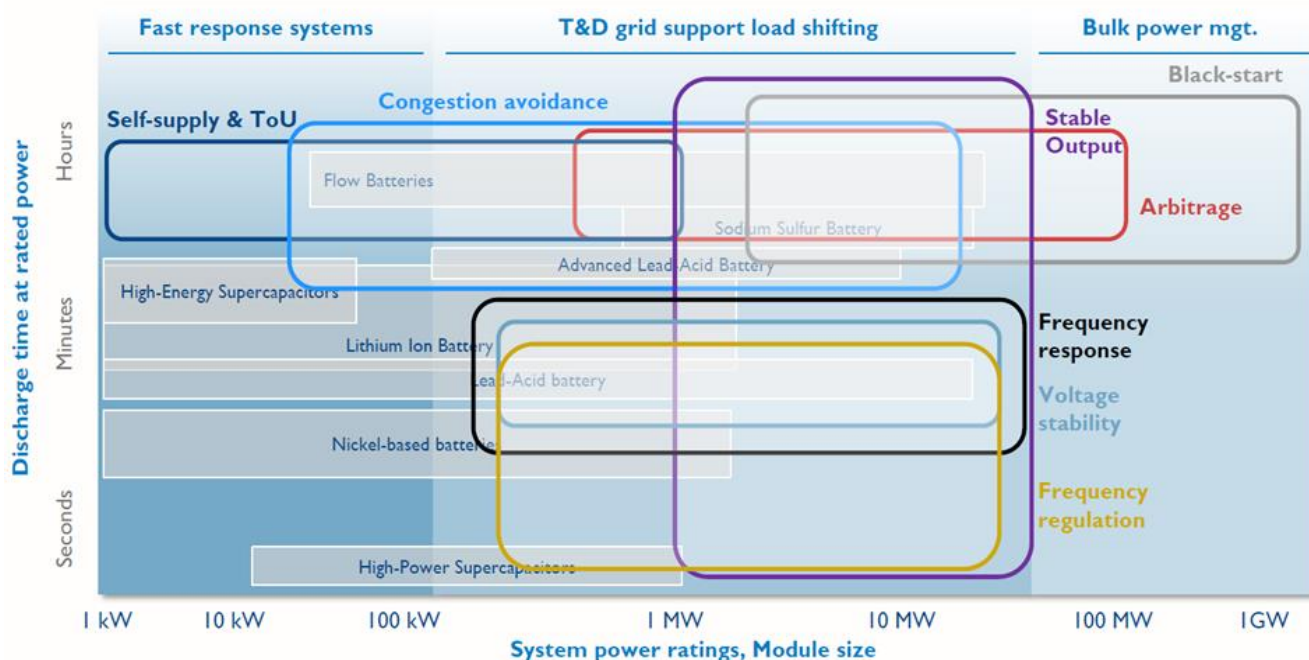 Fast response systems
T&D grid support load shifting
Bulk power mgt.
Black-start
Congestion avoidance
Self-supply & ToU
Stable
Output
Hours
Flow Batteries
Arbitrage
Sodium Sulfur Battery
Advanced Lead-Acid Battery
High-Energy Supercapacitors
Minutes
Discharge time at rated power
Frequency
response
Lithium Ion Battery
Lead-Acid battery
Voltage
stability
Nickel-based batteries
Frequency
regulation
Seconds
High-Power Supercapacitors
1 kW
10 kW
100 kW
1 MW
10 MW
100 MW
1GW
System power ratings, Module size